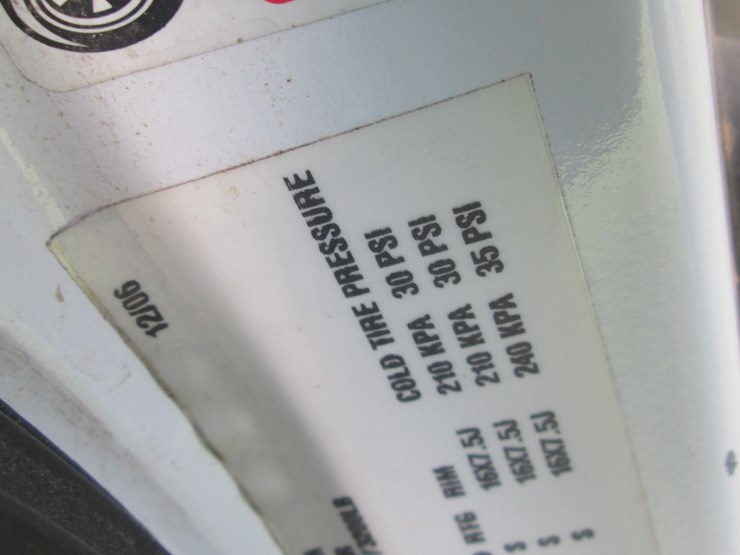 12/06
COLD TIRE PRESSURE
RTG RIM
S 16X7.5J 210 KPA 30 PSI
S 16X7.5J 210 KPA 30 PSI
S 16X7.5J 240 KPA 35 PSI